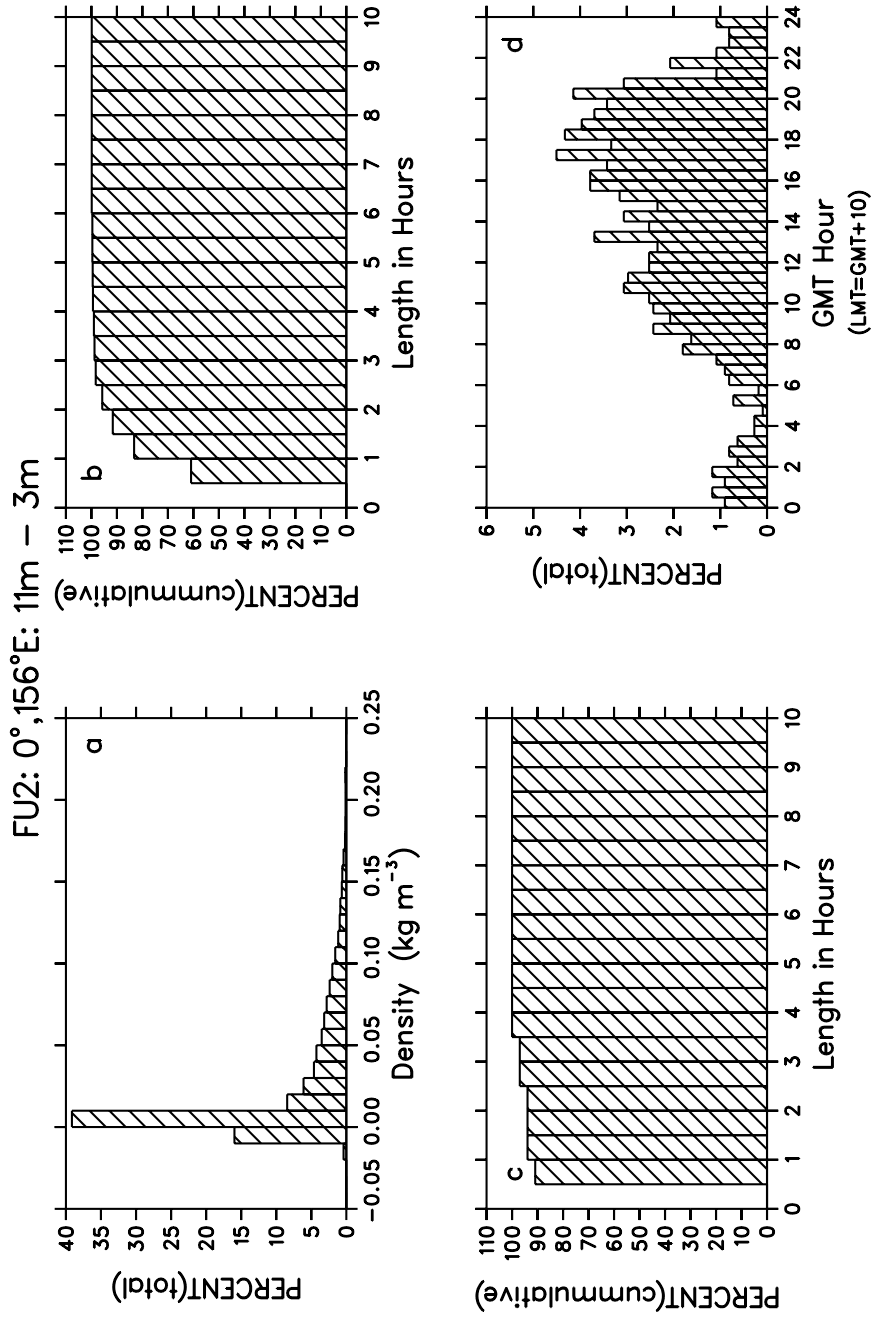 FU2: 0°,156°E: 11m – 3m
a
PERCENT(total)
40
35
30
25
20
15
10
5
0
−0.05 0.00 0.05 0.10 0.15 0.20 0.25
Density (kg m⁻³)
b
PERCENT(cummulative)
110
100
90
80
70
60
50
40
30
20
10
0
0 1 2 3 4 5 6 7 8 9 10
Length in Hours
c
PERCENT(cummulative)
110
100
90
80
70
60
50
40
30
20
10
0
0 1 2 3 4 5 6 7 8 9 10
Length in Hours
d
PERCENT(total)
6
5
4
3
2
1
0
0 2 4 6 8 10 12 14 16 18 20 22 24
GMT Hour
(LMT=GMT+10)